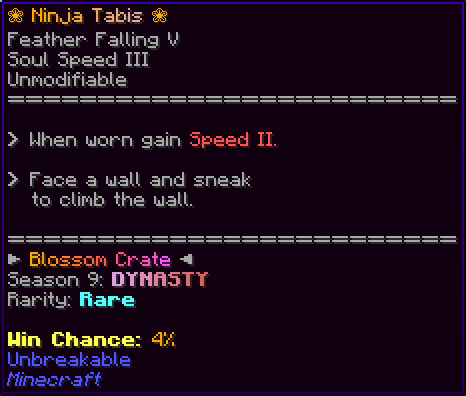 ❀ Ninja Tabis ❀
Feather Falling V
Soul Speed III
Unmodifiable
========================================
> When worn gain Speed II.
> Face a wall and sneak
to climb the wall.
========================================
► Blossom Crate ◄
Season 9: DYNASTY
Rarity: Rare
Win Chance: 4%
Unbreakable
Minecraft